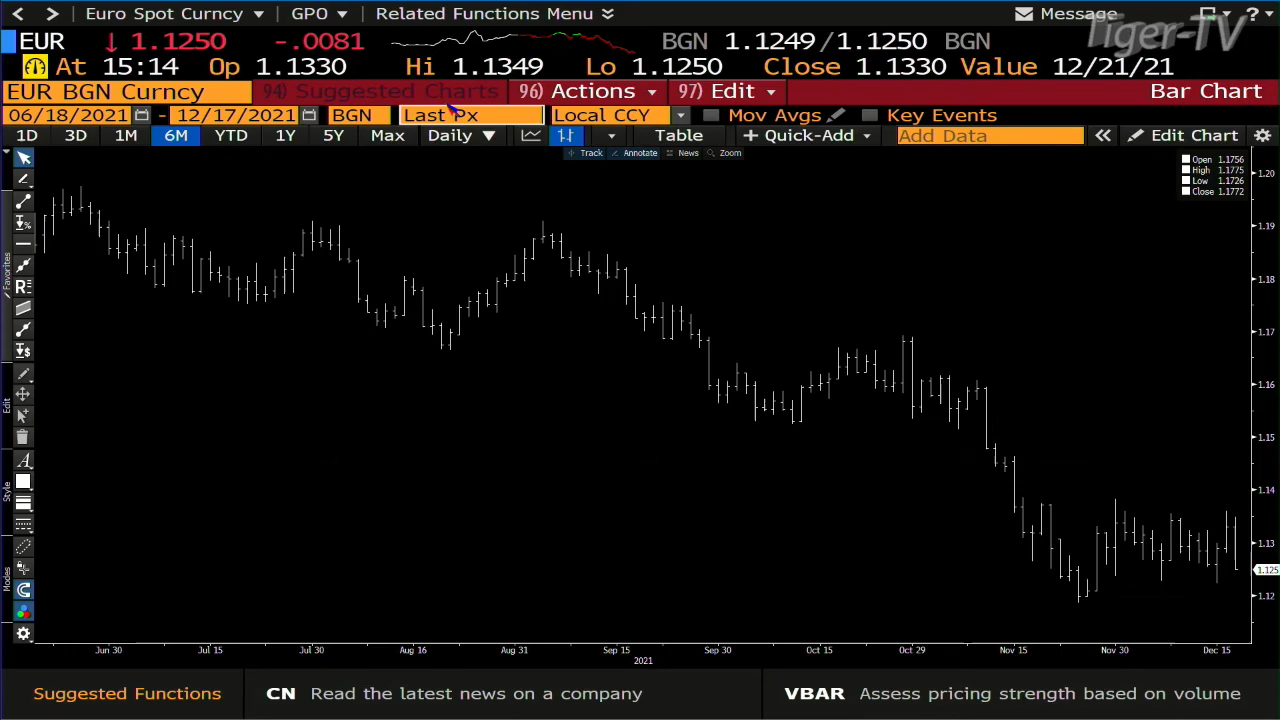 Euro Spot Curncy GPO Related Functions Menu Message ?
Tiger-TV
EUR ↓ 1.1250 -.0081 BGN 1.1249/1.1250 BGN
At 15:14 Op 1.1330 Hi 1.1349 Lo 1.1250 Close 1.1330 Value 12/21/21
EUR BGN Curncy 94) Suggested Charts 96) Actions 97) Edit Bar Chart
06/18/2021 - 12/17/2021 BGN Last Px Local CCY Mov Avgs Key Events
1D 3D 1M 6M YTD 1Y 5Y Max Daily ▼ Table + Quick-Add Add Data « Edit Chart
Track Annotate News Zoom
Open 1.1756
High 1.1775
Low 1.1726
Close 1.1772
1.20
1.19
1.18
1.17
1.16
1.15
1.14
1.13
1.125
1.12
Favorites
Edit
Style
Modes
Jun 30 Jul 15 Jul 30 Aug 16 Aug 31 Sep 15 Sep 30 Oct 15 Oct 29 Nov 15 Nov 30 Dec 15
2021
Suggested Functions CN Read the latest news on a company VBAR Assess pricing strength based on volume